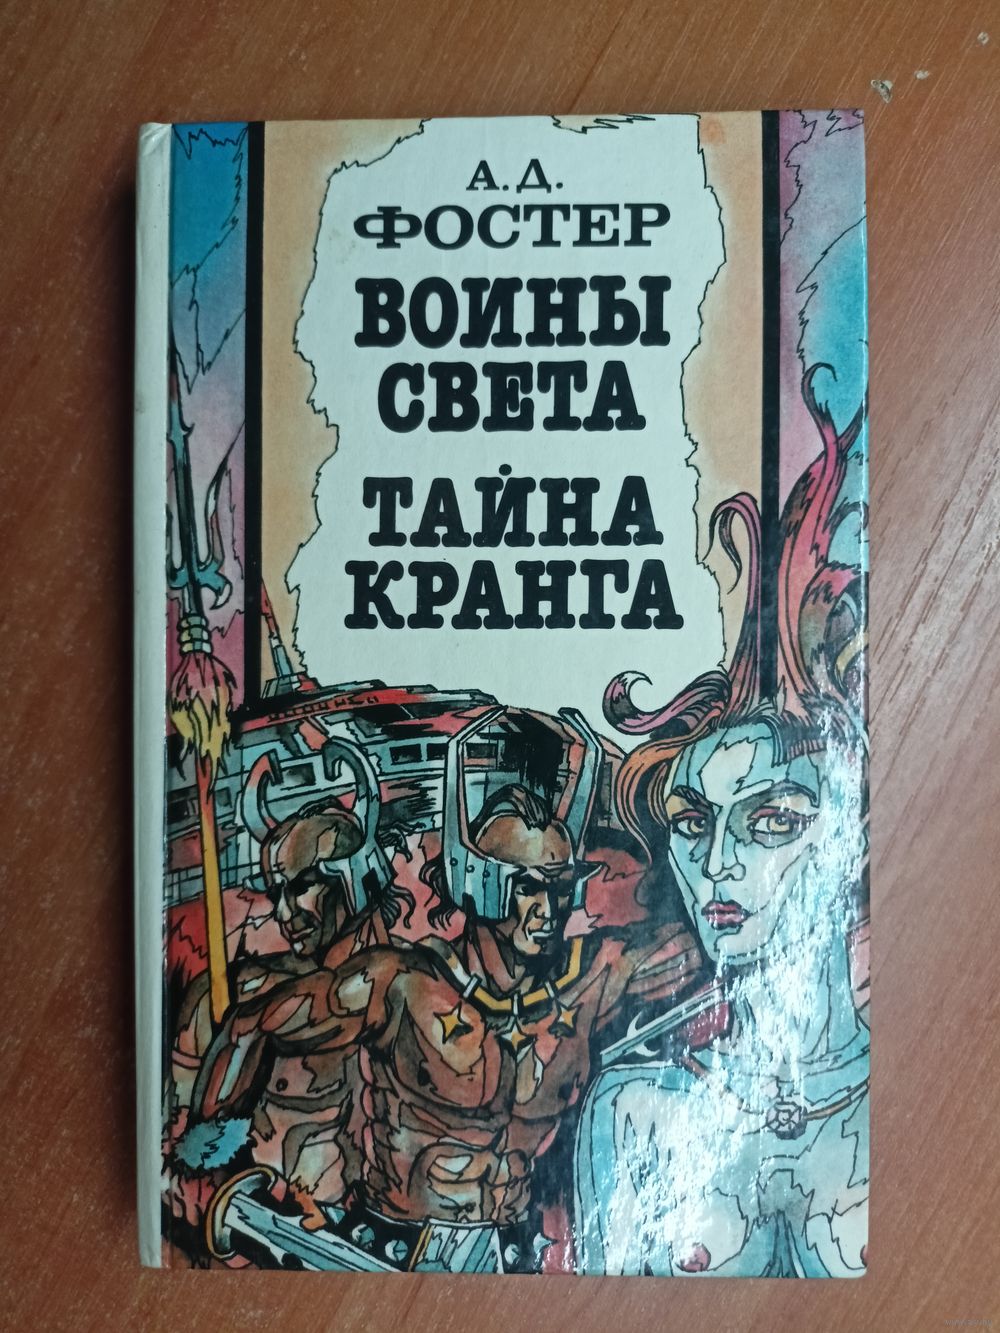 А.Д.
ФОСТЕР
ВОИНЫ
СВЕТА
ТАЙНА
КРАНГА